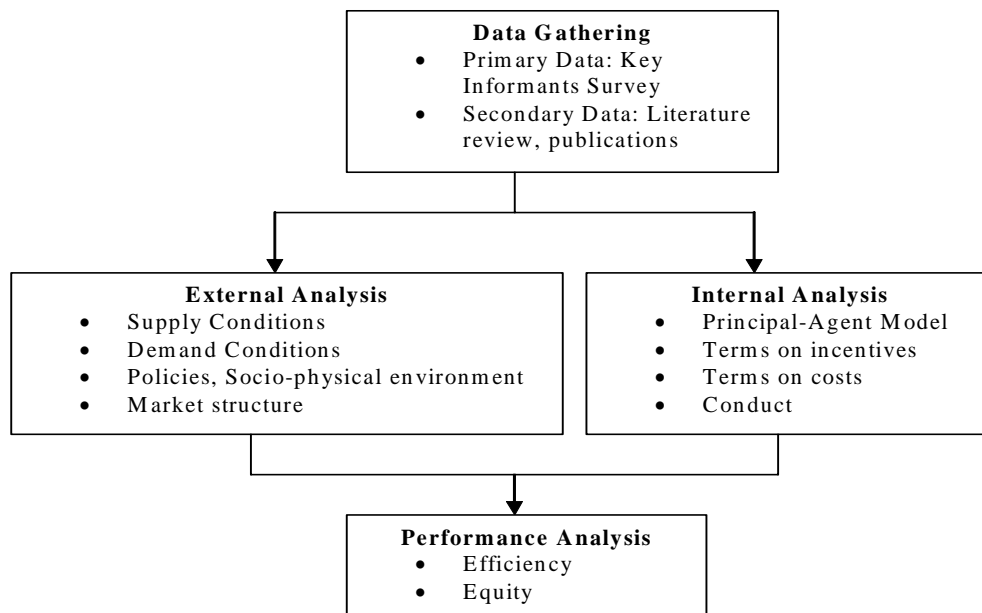 Data Gathering
• Primary Data: Key
Informants Survey
• Secondary Data: Literature
review, publications
External Analysis
• Supply Conditions
• Demand Conditions
• Policies, Socio-physical environment
• Market structure
Internal Analysis
• Principal-Agent Model
• Terms on incentives
• Terms on costs
• Conduct
Performance Analysis
• Efficiency
• Equity